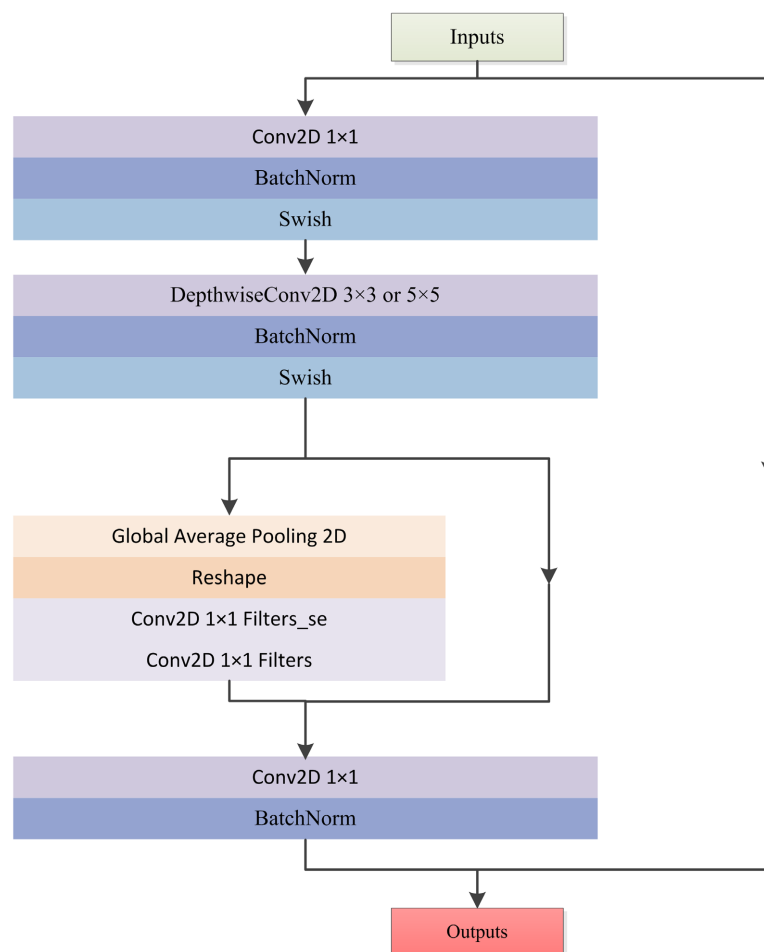 Inputs
Conv2D 1×1
BatchNorm
Swish
DepthwiseConv2D 3×3 or 5×5
BatchNorm
Swish
Global Average Pooling 2D
Reshape
Conv2D 1×1 Filters_se
Conv2D 1×1 Filters
Conv2D 1×1
BatchNorm
Outputs